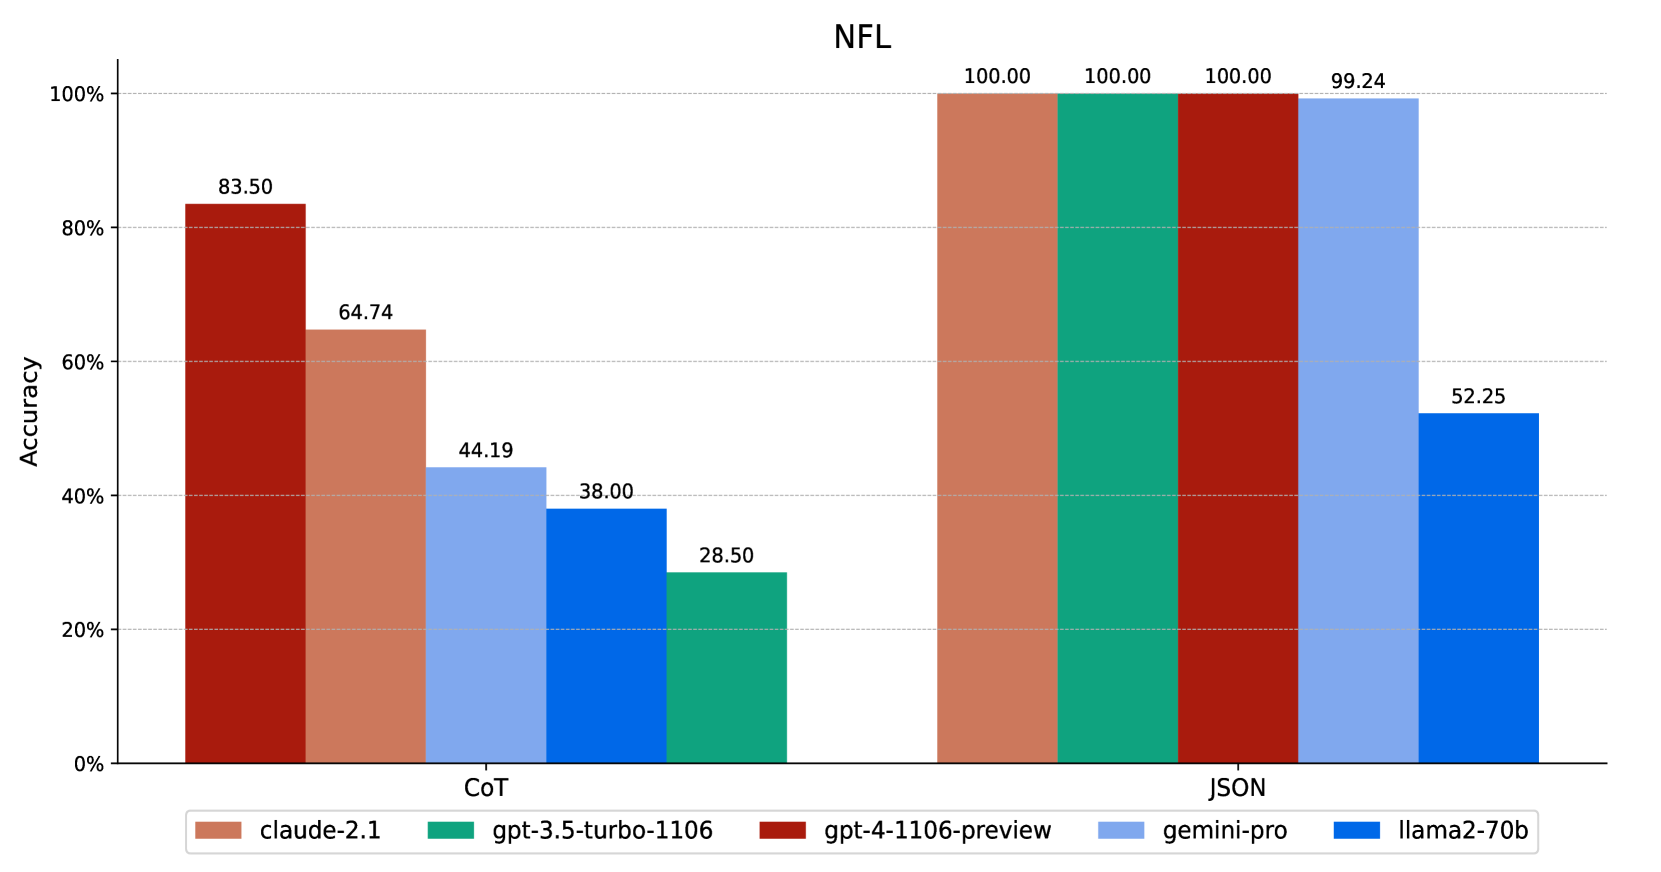 NFL
100.00 100.00 100.00 99.24
100%
83.50
80%
64.74
60%
52.25
44.19
40%
38.00
28.50
20%
0%
Accuracy
CoT JSON
claude-2.1 gpt-3.5-turbo-1106 gpt-4-1106-preview gemini-pro llama2-70b